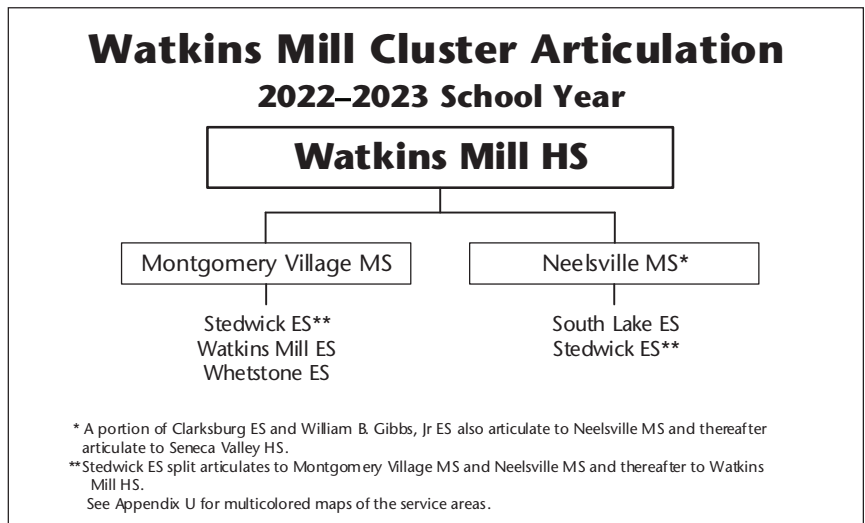 Watkins Mill Cluster Articulation
2022–2023 School Year
Watkins Mill HS
Montgomery Village MS
Neelsville MS*
Stedwick ES**
Watkins Mill ES
Whetstone ES
South Lake ES
Stedwick ES**
* A portion of Clarksburg ES and William B. Gibbs, Jr ES also articulate to Neelsville MS and thereafter
articulate to Seneca Valley HS.
**Stedwick ES split articulates to Montgomery Village MS and Neelsville MS and thereafter to Watkins
Mill HS.
See Appendix U for multicolored maps of the service areas.